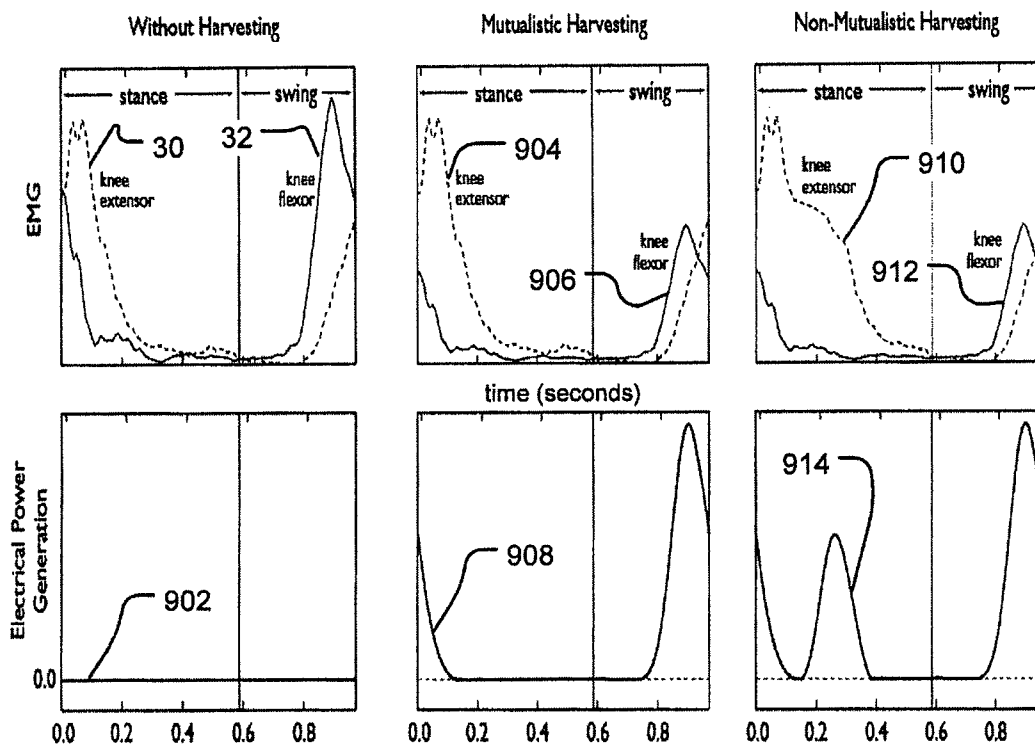 Without Harvesting
Mutualistic Harvesting
Non-Mutualistic Harvesting
EMG
stance
swing
30
32
knee
extensor
knee
flexor
stance
swing
904
knee
extensor
knee
flexor
906
stance
swing
knee
extensor
910
knee
flexor
912
time (seconds)
Electrical Power
Generation
0.0
902
908
914
0.0 0.2 0.4 0.6 0.8
0.0 0.2 0.4 0.6 0.8
0.0 0.2 0.4 0.6 0.8